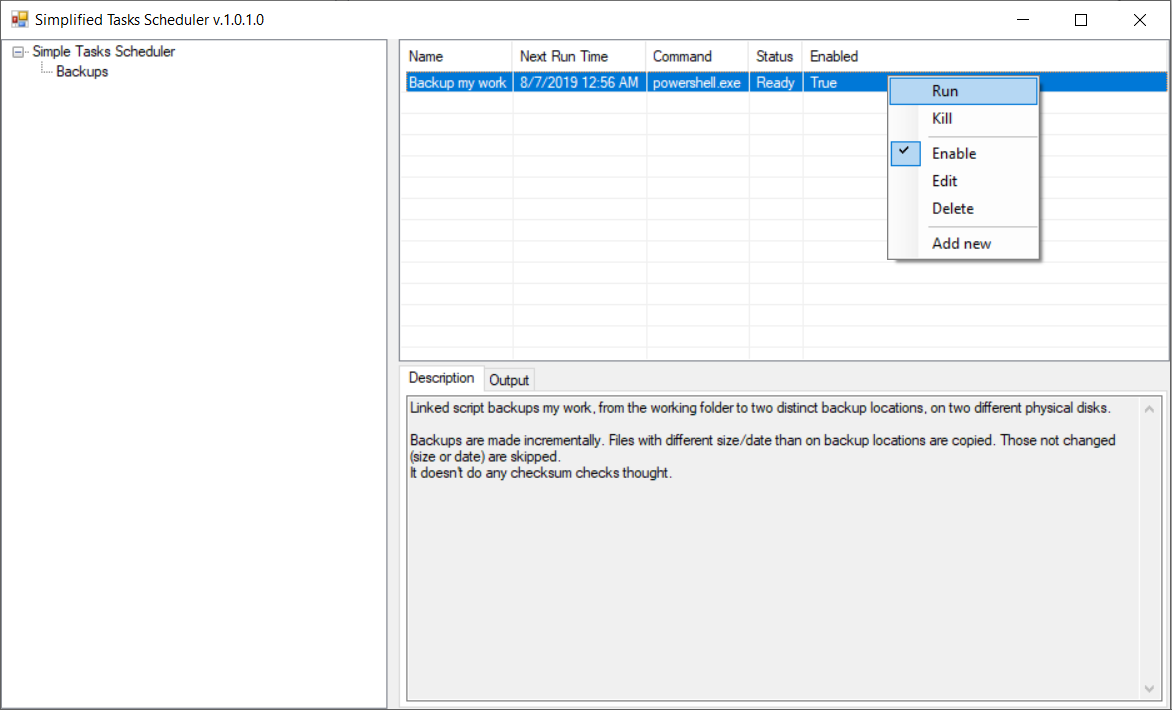 Simplified Tasks Scheduler v.1.0.1.0
Simple Tasks Scheduler
Backups
Name Next Run Time Command Status Enabled
Backup my work 8/7/2019 12:56 AM powershell.exe Ready True
Run
Kill
Enable
Edit
Delete
Add new
Description Output
Linked script backups my work, from the working folder to two distinct backup locations, on two different physical disks.
Backups are made incrementally. Files with different size/date than on backup locations are copied. Those not changed
(size or date) are skipped.
It doesn't do any checksum checks thought.